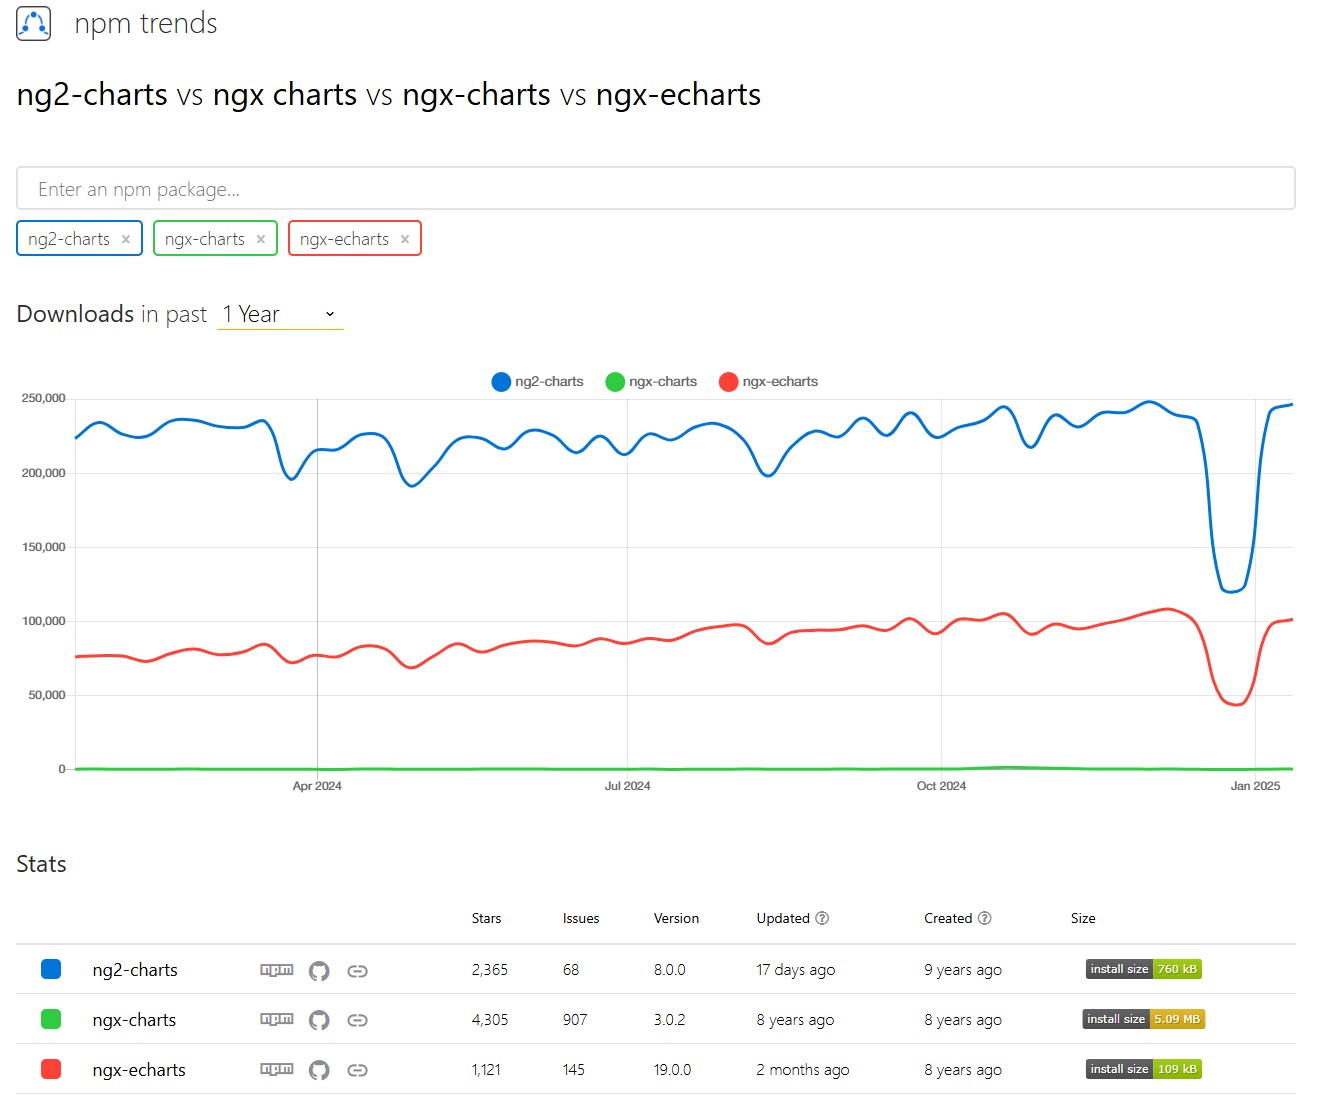 npm trends
ng2-charts vs ngx charts vs ngx-charts vs ngx-echarts
Enter an npm package...
ng2-charts × ngx-charts × ngx-echarts ×
Downloads in past 1 Year
ng2-charts ngx-charts ngx-echarts
250,000
200,000
150,000
100,000
50,000
0
Apr 2024 Jul 2024 Oct 2024 Jan 2025
Stats
Stars Issues Version Updated ? Created ? Size
ng2-charts npm 2,365 68 8.0.0 17 days ago 9 years ago install size 760 kB
ngx-charts npm 4,305 907 3.0.2 8 years ago 8 years ago install size 5.09 MB
ngx-echarts npm 1,121 145 19.0.0 2 months ago 8 years ago install size 109 kB